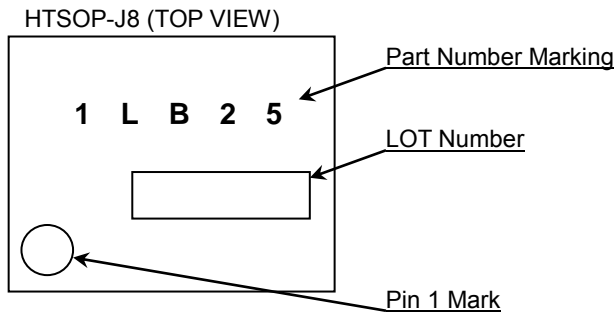 HTSOP-J8 (TOP VIEW)
Part Number Marking
1 L B 2 5
LOT Number
Pin 1 Mark